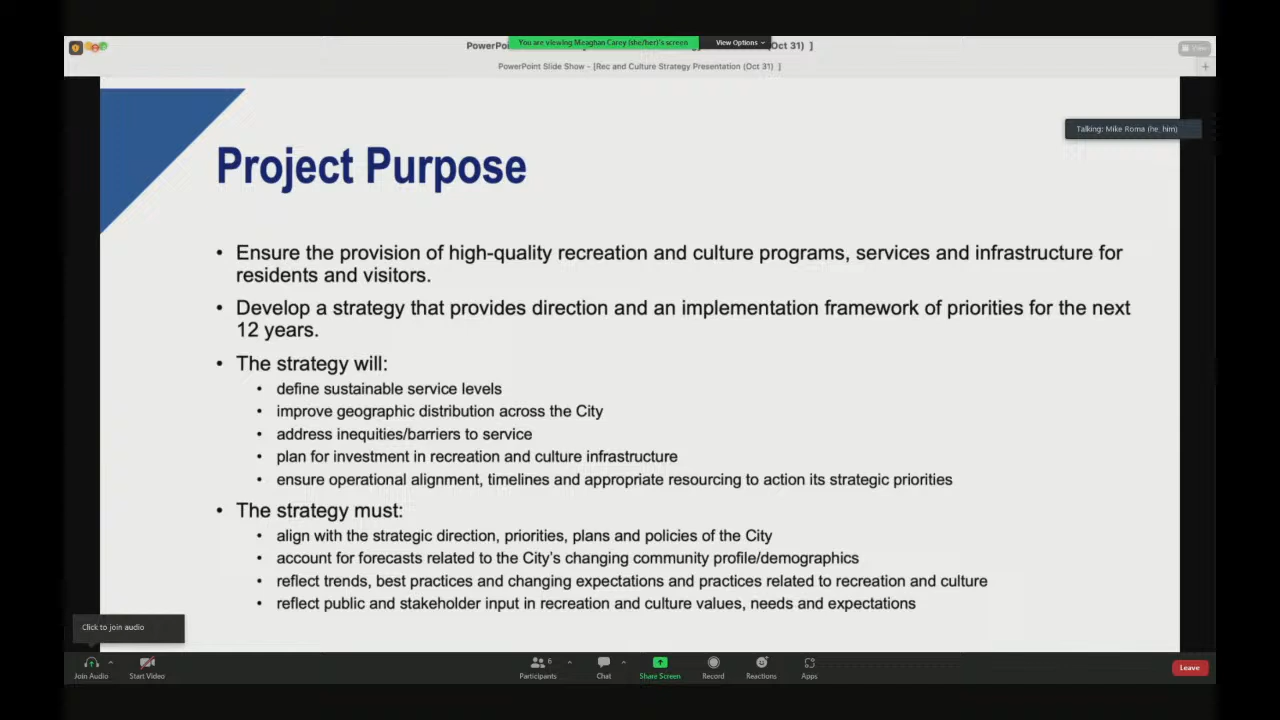 PowerPoi
You are viewing Meaghan Carey (she/her)'s screen
View Options
Oct 31) ]
View
PowerPoint Slide Show - [Rec and Culture Strategy Presentation (Oct 31) ]
Talking: Mike Roma (he_him)
Project Purpose
• Ensure the provision of high-quality recreation and culture programs, services and infrastructure for
residents and visitors.
• Develop a strategy that provides direction and an implementation framework of priorities for the next
12 years.
• The strategy will:
• define sustainable service levels
• improve geographic distribution across the City
• address inequities/barriers to service
• plan for investment in recreation and culture infrastructure
• ensure operational alignment, timelines and appropriate resourcing to action its strategic priorities
• The strategy must:
• align with the strategic direction, priorities, plans and policies of the City
• account for forecasts related to the City's changing community profile/demographics
• reflect trends, best practices and changing expectations and practices related to recreation and culture
• reflect public and stakeholder input in recreation and culture values, needs and expectations
Click to join audio
Join Audio
Start Video
6
Participants
Chat
Share Screen
Record
Reactions
Apps
Leave